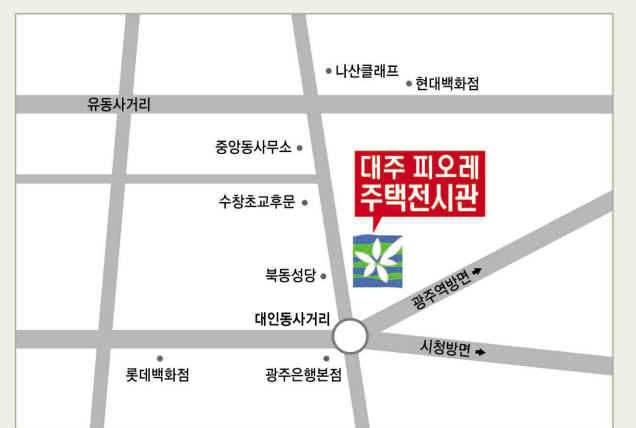 나산클래프
현대백화점
유동사거리
중앙동사무소
대주 피오레
주택전시관
수창초교후문
북동성당
광주역방면
대인동사거리
시청방면
롯데백화점
광주은행본점